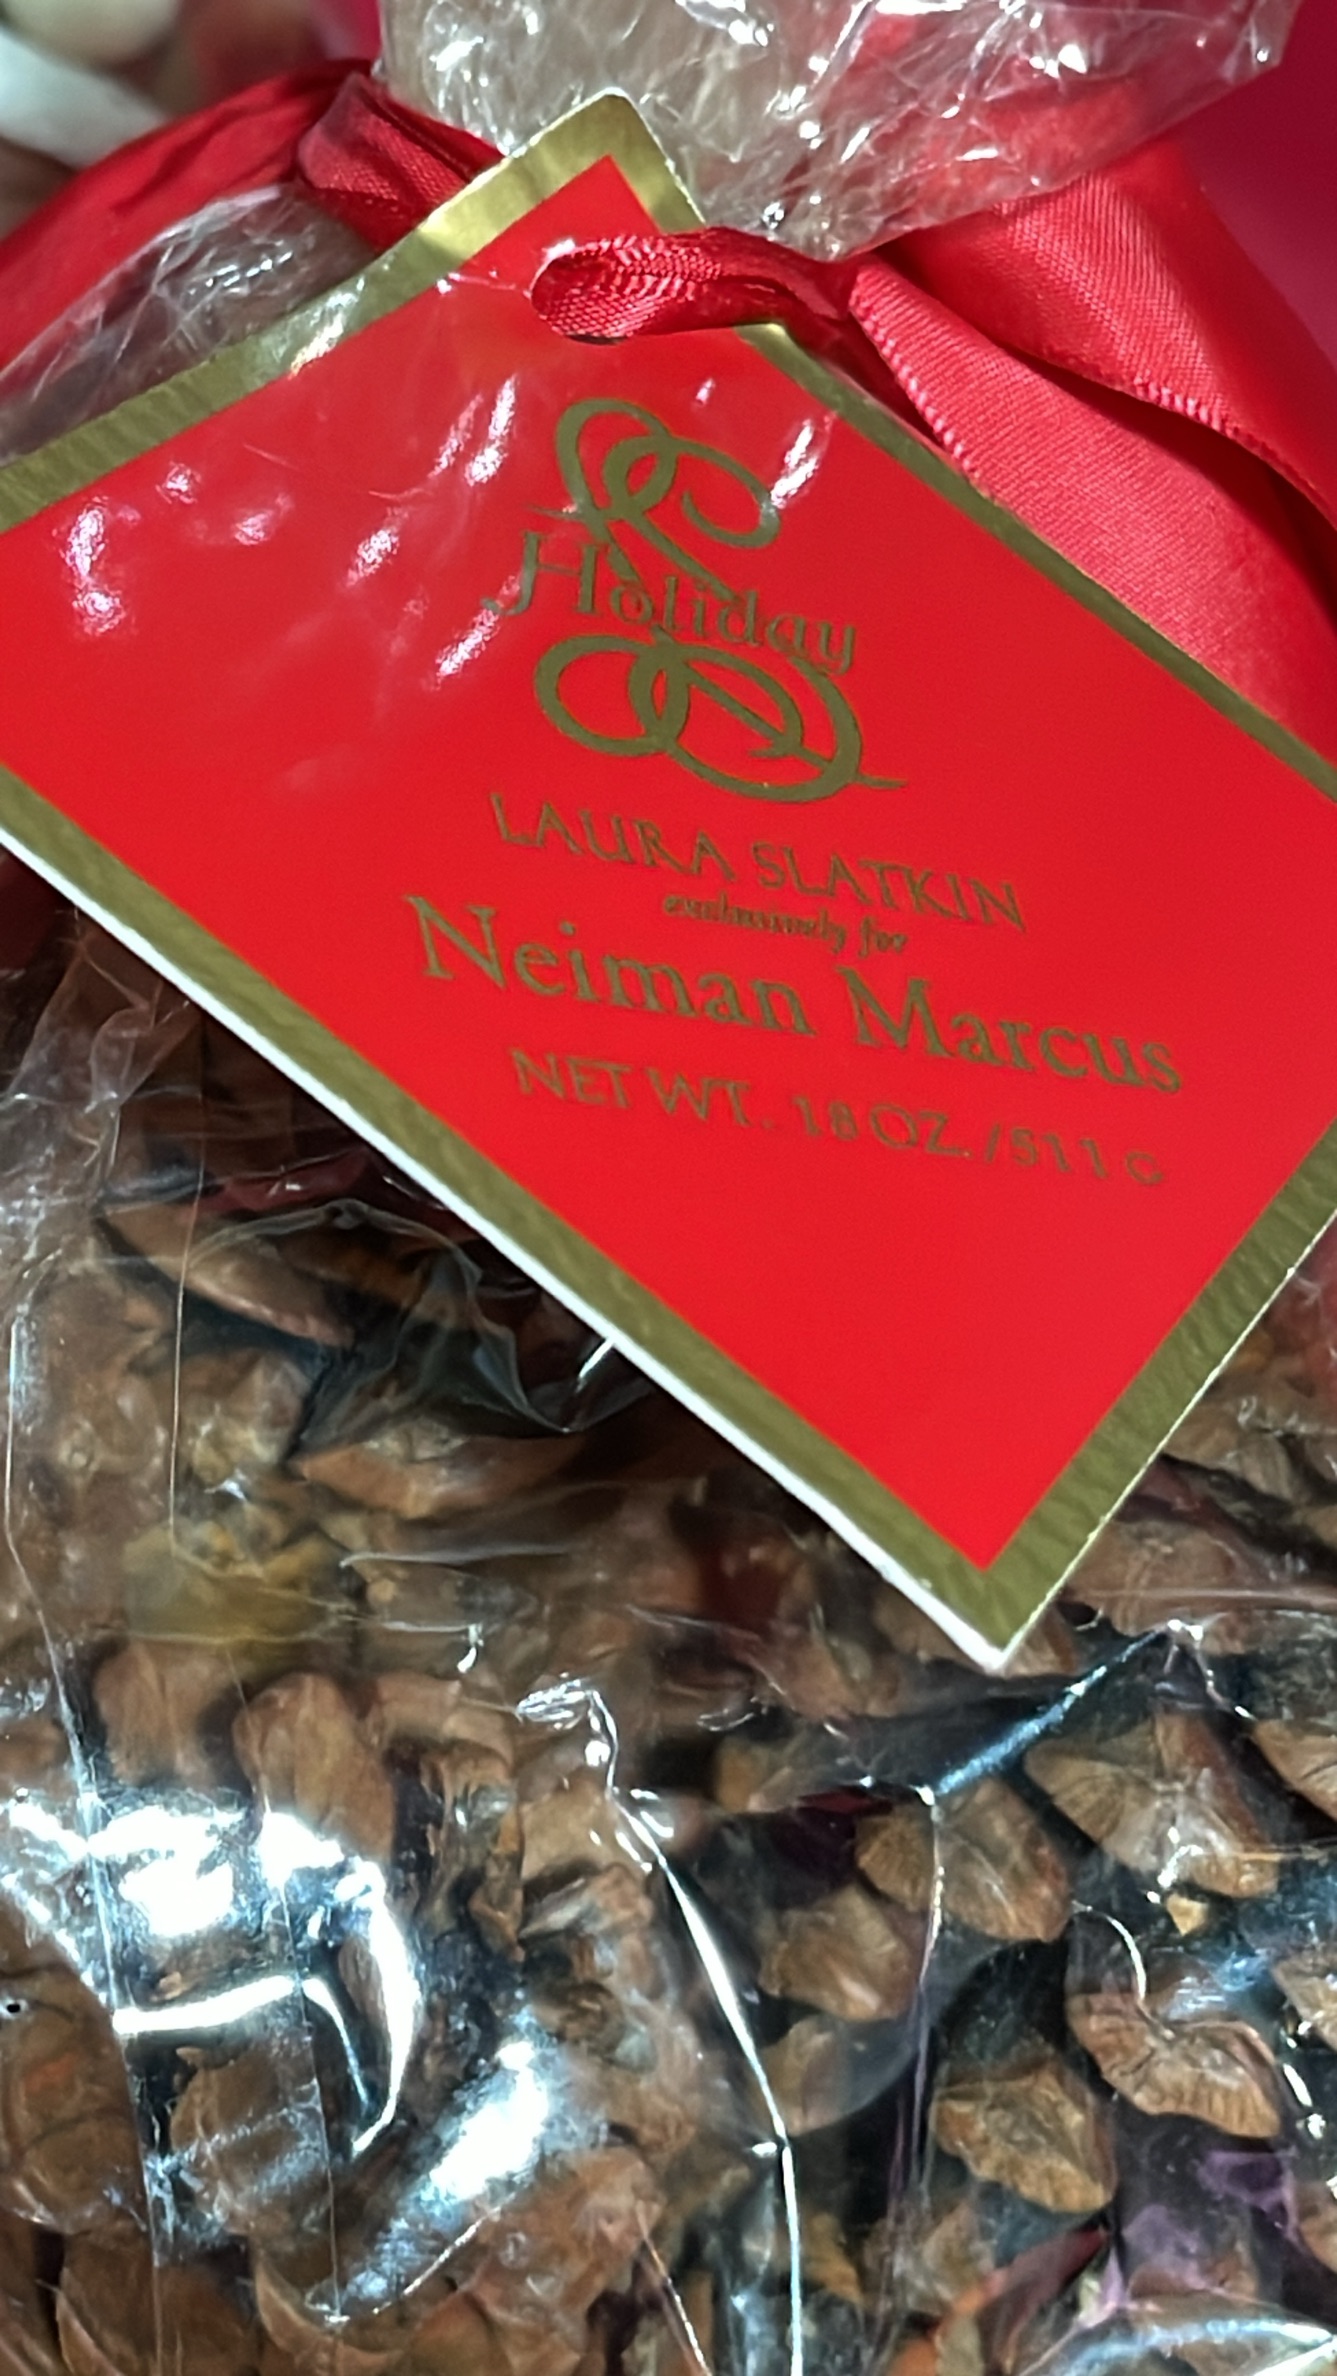 Holiday
LAURA SLATKIN
exclusively for
Neiman Marcus
NET WT. 18 OZ. / 511 G